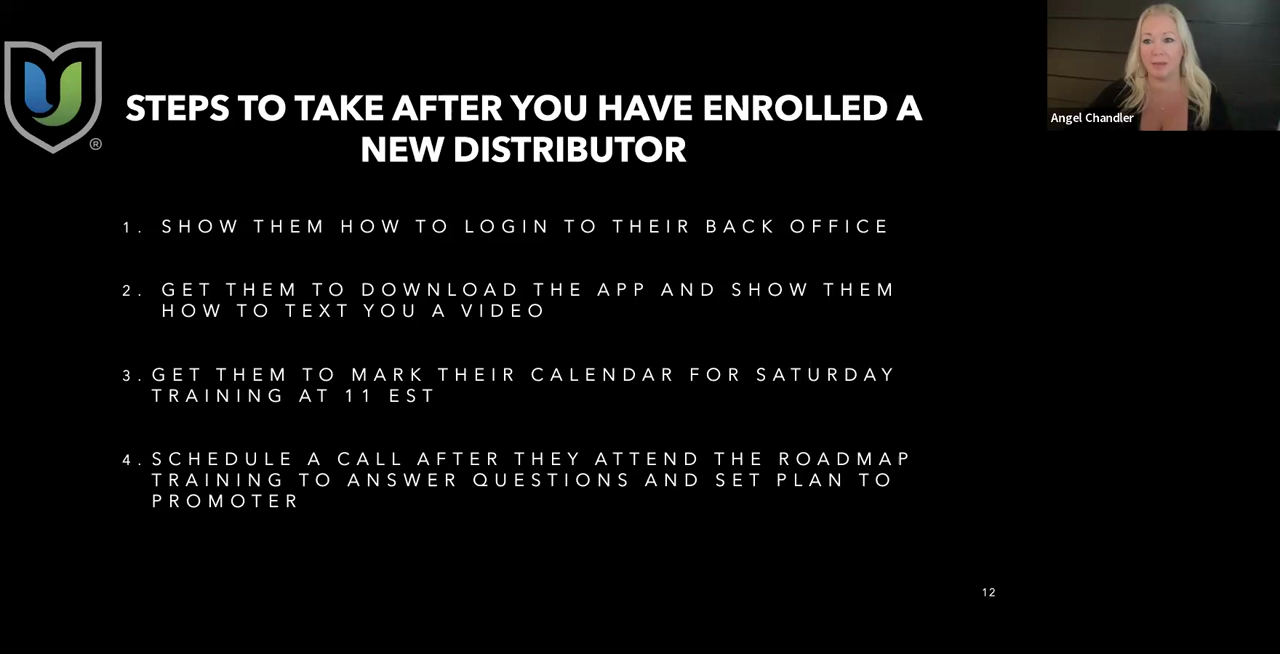 Angel Chandler
STEPS TO TAKE AFTER YOU HAVE ENROLLED A
NEW DISTRIBUTOR
1. SHOW THEM HOW TO LOGIN TO THEIR BACK OFFICE
2. GET THEM TO DOWNLOAD THE APP AND SHOW THEM
HOW TO TEXT YOU A VIDEO
3. GET THEM TO MARK THEIR CALENDAR FOR SATURDAY
TRAINING AT 11 EST
4. SCHEDULE A CALL AFTER THEY ATTEND THE ROADMAP
TRAINING TO ANSWER QUESTIONS AND SET PLAN TO
PROMOTER
12
®